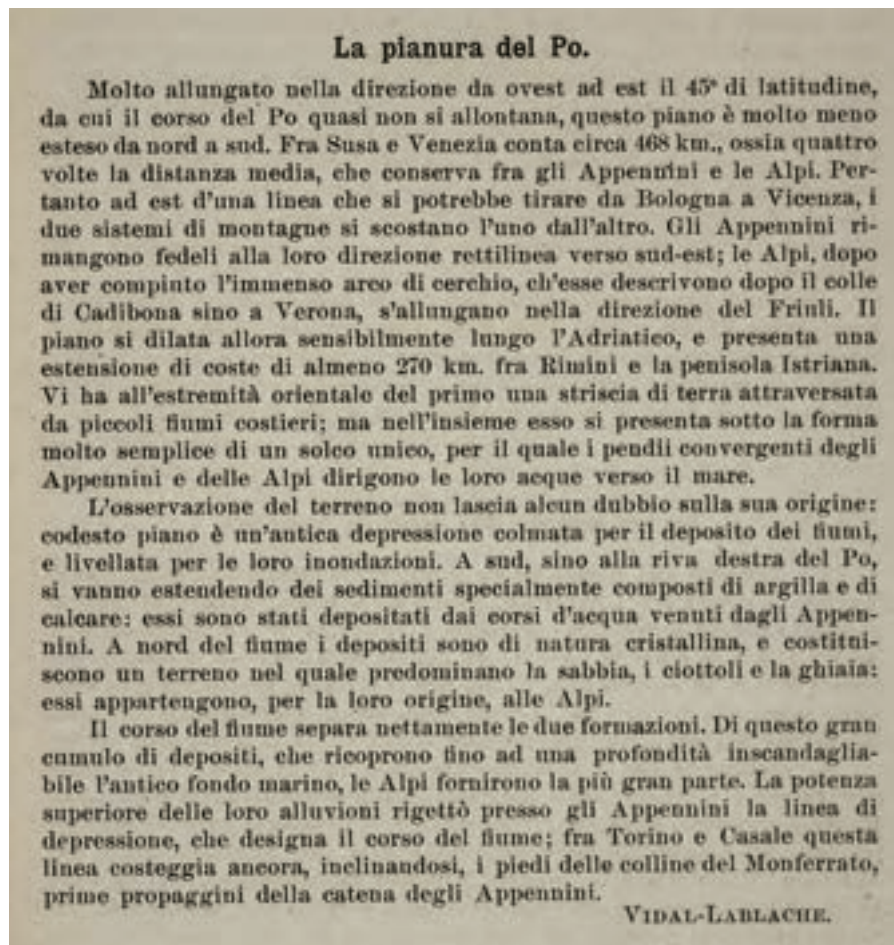 La pianura del Po.
Molto allungato nella direzione da ovest ad est il 45° di latitudine,
da cui il corso del Po quasi non si allontana, questo piano è molto meno
esteso da nord a sud. Fra Susa e Venezia conta circa 468 km., ossia quattro
volte la distanza media, che conserva fra gli Appennini e le Alpi. Per-
tanto ad est d'una linea che si potrebbe tirare da Bologna a Vicenza, i
due sistemi di montagne si scostano l'uno dall'altro. Gli Appennini ri-
mangono fedeli alla loro direzione rettilinea verso sud-est; le Alpi, dopo
aver compiuto l'immenso arco di cerchio, ch'esse descrivono dopo il colle
di Cadibona sino a Verona, s'allungano nella direzione del Friuli. Il
piano si dilata allora sensibilmente lungo l'Adriatico, e presenta una
estensione di coste di almeno 270 km. fra Rimini e la penisola Istriana.
Vi ha all'estremità orientale del primo una striscia di terra attraversata
da piccoli fiumi costieri; ma nell'insieme esso si presenta sotto la forma
molto semplice di un solco unico, per il quale i pendii convergenti degli
Appennini e delle Alpi dirigono le loro acque verso il mare.
L'osservazione del terreno non lascia alcun dubbio sulla sua origine:
codesto piano è un'antica depressione colmata per il deposito dei fiumi,
e livellata per le loro inondazioni. A sud, sino alla riva destra del Po,
si vanno estendendo dei sedimenti specialmente composti di argilla e di
calcare: essi sono stati depositati dai corsi d'acqua venuti dagli Appen-
nini. A nord del fiume i depositi sono di natura cristallina, e costitui-
scono un terreno nel quale predominano la sabbia, i ciottoli e la ghiaia:
essi appartengono, per la loro origine, alle Alpi.
Il corso del fiume separa nettamente le due formazioni. Di questo gran
cumulo di depositi, che ricoprono fino ad una profondità inscandaglia-
bile l'antico fondo marino, le Alpi fornirono la più gran parte. La potenza
superiore delle loro alluvioni rigettò presso gli Appennini la linea di
depressione, che designa il corso del fiume; fra Torino e Casale questa
linea costeggia ancora, inclinandosi, i piedi delle colline del Monferrato,
prime propaggini della catena degli Appennini.
VIDAL-LABLACHE.